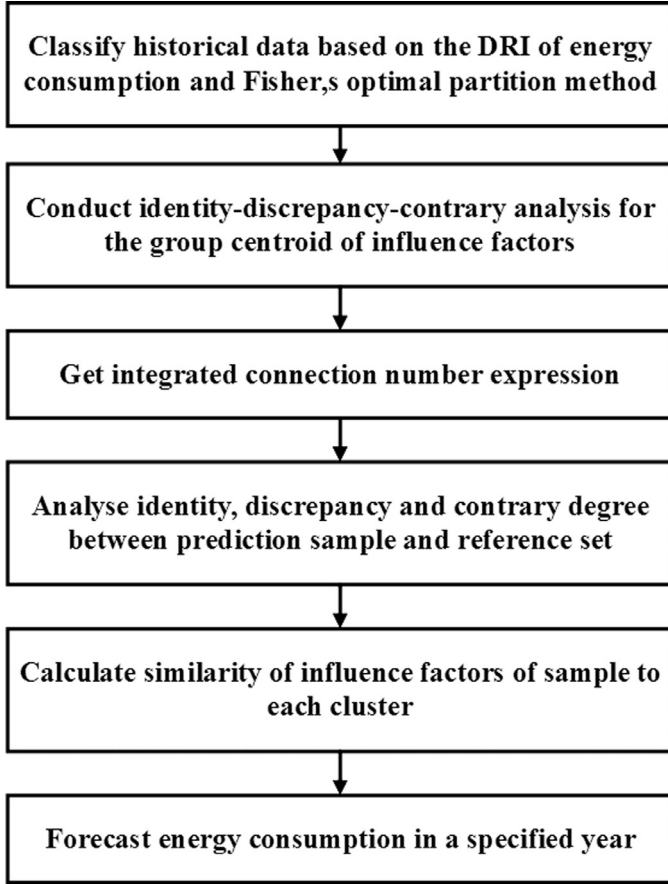 Classify historical data based on the DRI of energy
consumption and Fisher,s optimal partition method
Conduct identity-discrepancy-contrary analysis for
the group centroid of influence factors
Get integrated connection number expression
Analyse identity, discrepancy and contrary degree
between prediction sample and reference set
Calculate similarity of influence factors of sample to
each cluster
Forecast energy consumption in a specified year